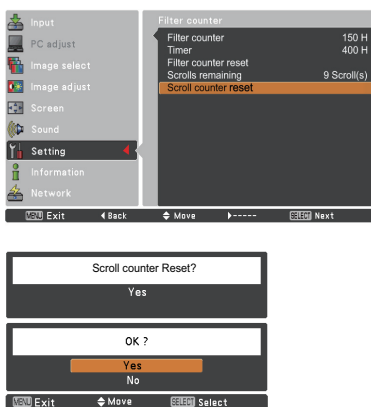 Input
PC adjust
Image select
Image adjust
Screen
Sound
Setting
Information
Network
Filter counter
Filter counter 150 H
Timer 400 H
Filter counter reset
Scrolls remaining 9 Scroll(s)
Scroll counter reset
MENU Exit Back Move ----- SELECT Next
Scroll counter Reset?
Yes
OK ?
Yes
No
MENU Exit Move SELECT Select